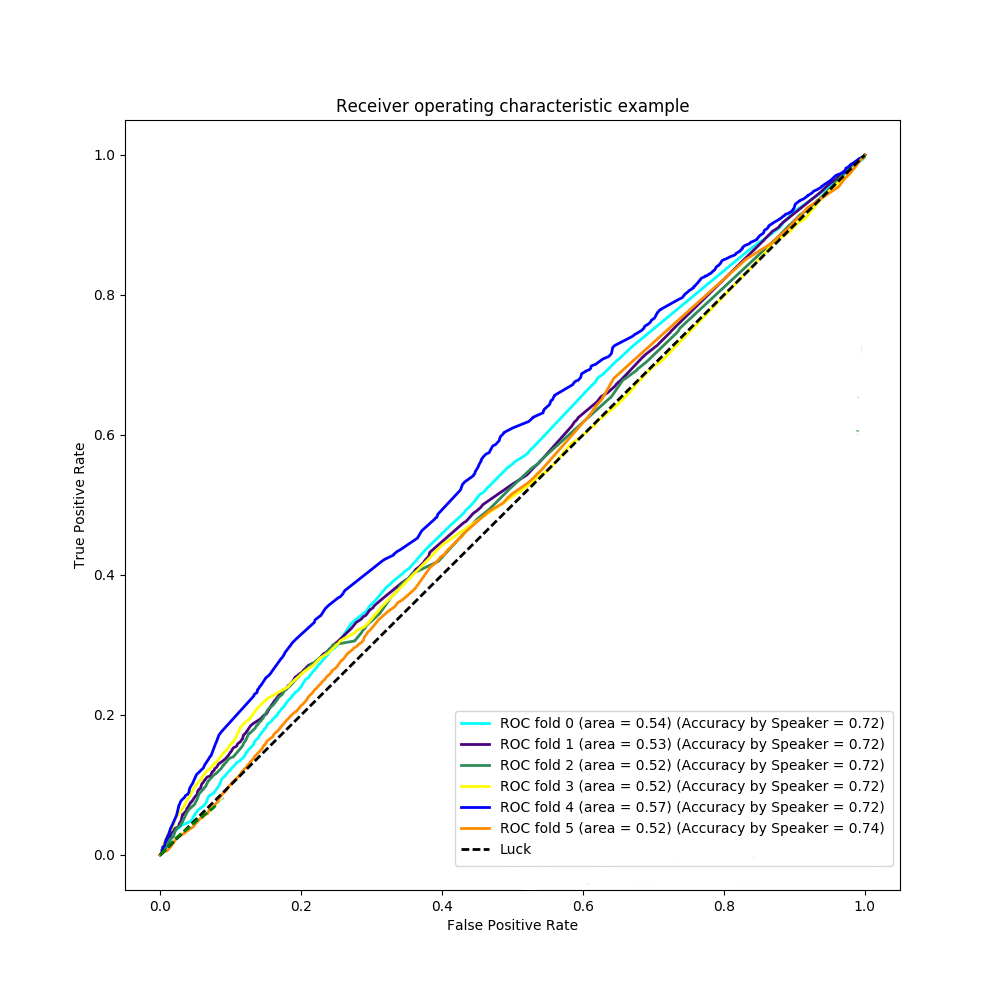 Receiver operating characteristic example
1.0
0.8
0.6
0.4
0.2
0.0
True Positive Rate
ROC fold 0 (area = 0.54) (Accuracy by Speaker = 0.72)
ROC fold 1 (area = 0.53) (Accuracy by Speaker = 0.72)
ROC fold 2 (area = 0.52) (Accuracy by Speaker = 0.72)
ROC fold 3 (area = 0.52) (Accuracy by Speaker = 0.72)
ROC fold 4 (area = 0.57) (Accuracy by Speaker = 0.72)
ROC fold 5 (area = 0.52) (Accuracy by Speaker = 0.74)
Luck
0.0 0.2 0.4 0.6 0.8 1.0
False Positive Rate